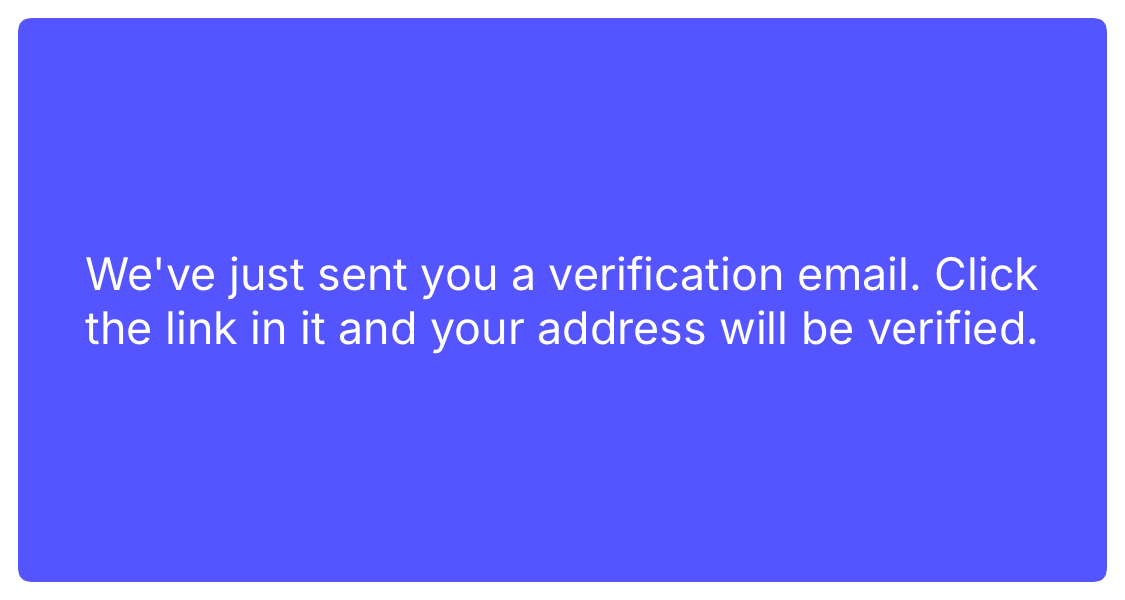 We've just sent you a verification email. Click
the link in it and your address will be verified.